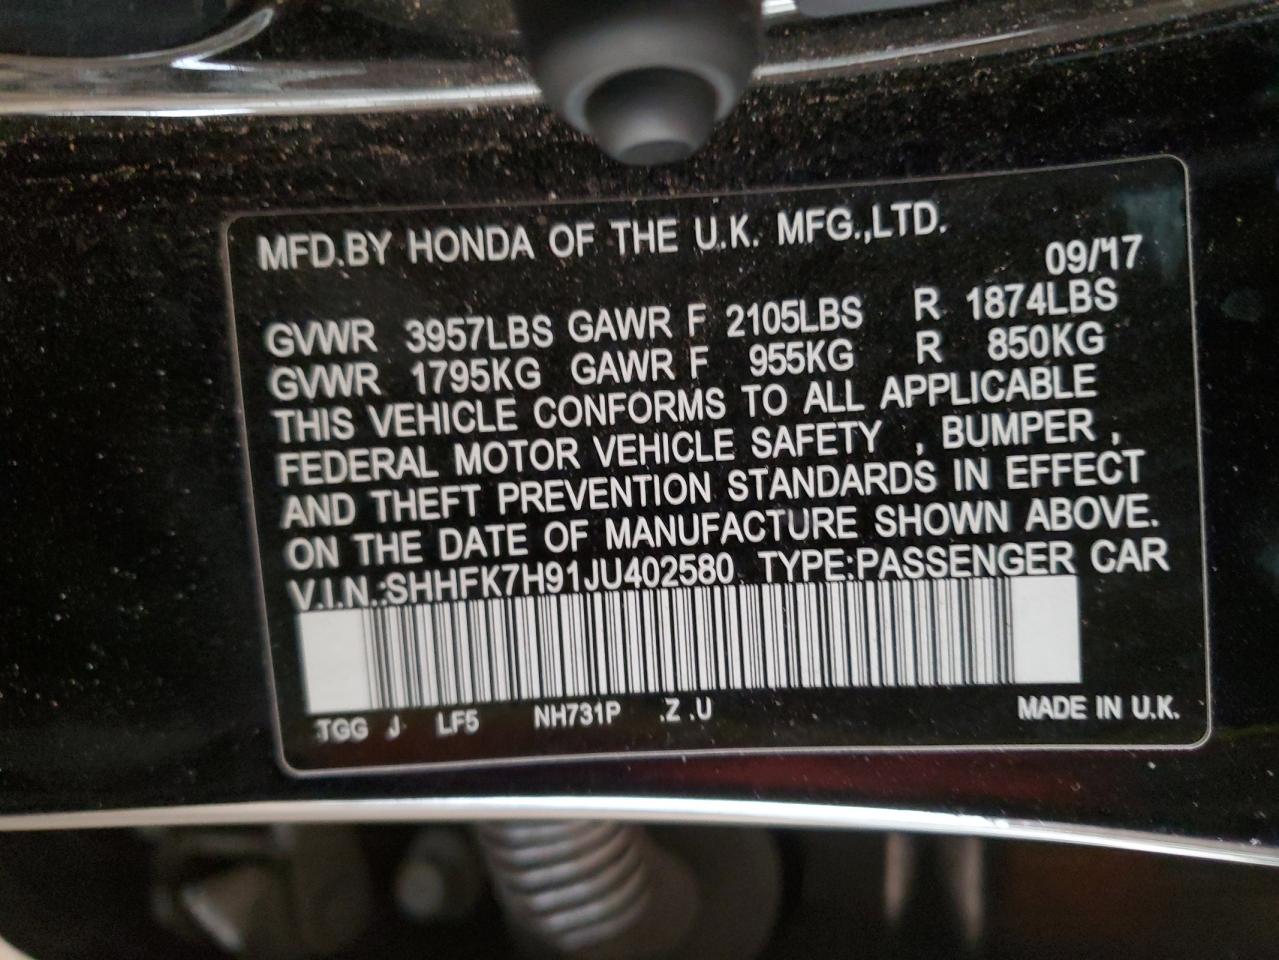 MFD.BY HONDA OF THE U.K. MFG.,LTD.
09/'17
GVWR 3957LBS GAWR F 2105LBS R 1874LBS
GVWR 1795KG GAWR F 955KG R 850KG
THIS VEHICLE CONFORMS TO ALL APPLICABLE
FEDERAL MOTOR VEHICLE SAFETY , BUMPER ,
AND THEFT PREVENTION STANDARDS IN EFFECT
ON THE DATE OF MANUFACTURE SHOWN ABOVE.
V.I.N.:SHHFK7H91JU402580 TYPE:PASSENGER CAR
TGG J LF5 NH731P .Z .U MADE IN U.K.